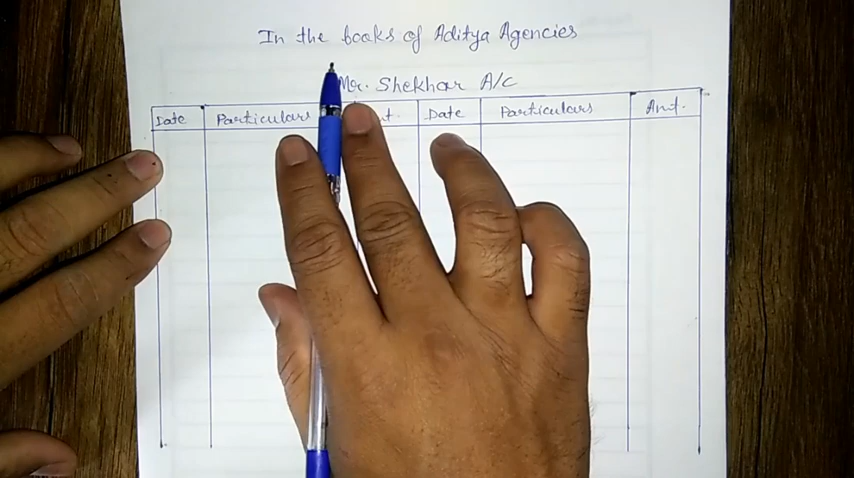 In the books of Aditya Agencies
Mr. Shekhar A/C
Date Particulars Date Particulars Amt.